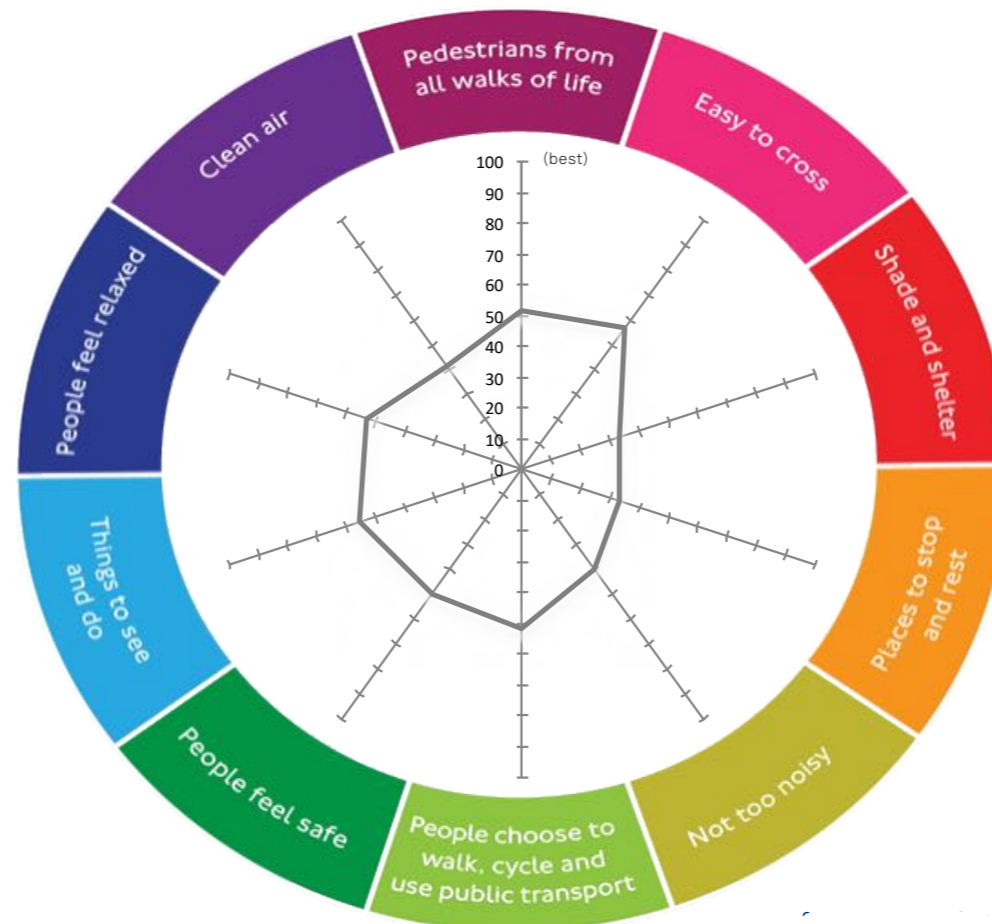 Pedestrians from
all walks of life
Easy to cross
Shade and shelter
Places to stop
and rest
Not too noisy
People choose to
walk, cycle and
use public transport
People feel safe
Things to see
and do
People feel relaxed
Clean air
100 (best)
90
80
70
60
50
40
30
20
10
0